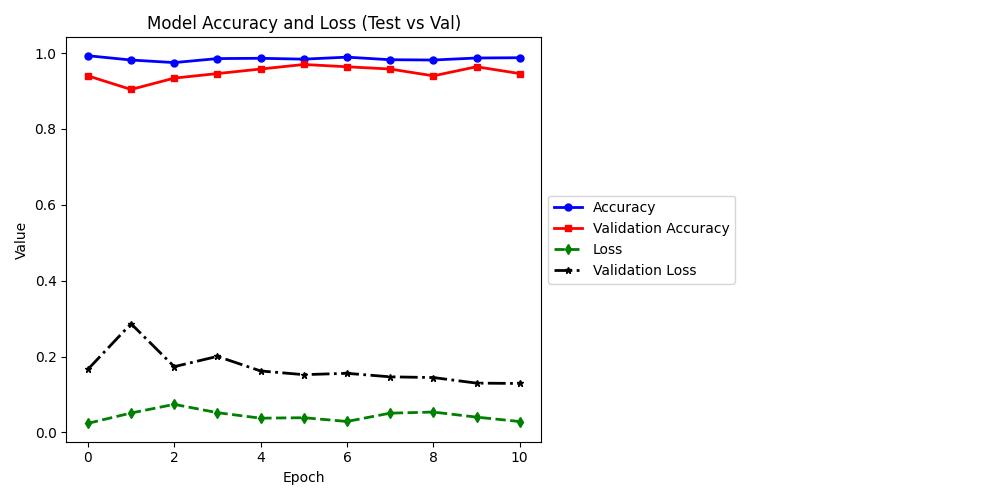 Model Accuracy and Loss (Test vs Val)
1.0
0.8
0.6
0.4
0.2
0.0
Value
0 2 4 6 8 10
Epoch
Accuracy
Validation Accuracy
Loss
Validation Loss